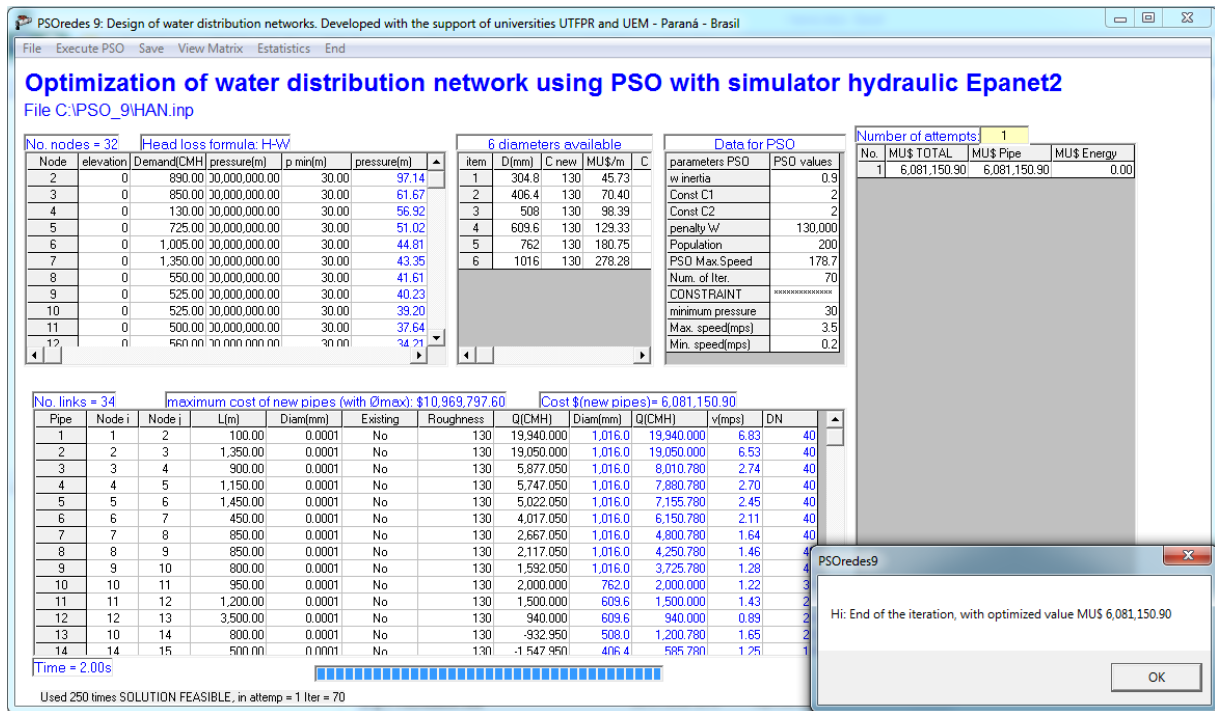 PSOredes 9: Design of water distribution networks. Developed with the support of universities UTFPR and UEM - Paraná - Brasil
File Execute PSO Save View Matrix Estatistics End
Optimization of water distribution network using PSO with simulator hydraulic Epanet2
File C:\PSO_9\HAN.inp
No. nodes = 32 Head loss formula: H-W
Node elevation Demand(CMH pressure(m) p min(m) pressure(m)
2 0 890.00 00,000,000.00 30.00 97.14
3 0 850.00 00,000,000.00 30.00 61.67
4 0 130.00 00,000,000.00 30.00 56.92
5 0 725.00 00,000,000.00 30.00 51.02
6 0 1,005.00 00,000,000.00 30.00 44.81
7 0 1,350.00 00,000,000.00 30.00 43.35
8 0 550.00 00,000,000.00 30.00 41.61
9 0 525.00 00,000,000.00 30.00 40.23
10 0 525.00 00,000,000.00 30.00 39.20
11 0 500.00 00,000,000.00 30.00 37.64
12 0 560.00 00,000,000.00 30.00 34.21
6 diameters available
item D(mm) C new MU$/m C
1 304.8 130 45.73
2 406.4 130 70.40
3 508 130 98.39
4 609.6 130 129.33
5 762 130 180.75
6 1016 130 278.28
Data for PSO
parameters PSO PSO values
w inertia 0.9
Const C1 2
Const C2 2
penalty W 130,000
Population 200
PSO Max.Speed 178.7
Num. of Iter. 70
CONSTRAINT **************
minimum pressure 30
Max. speed(mps) 3.5
Min. speed(mps) 0.2
Number of attempts: 1
No. MU$ TOTAL MU$ Pipe MU$ Energy
1 6,081,150.90 6,081,150.90 0.00
No. links = 34 maximum cost of new pipes (with Ømax): $10,969,797.60 Cost $(new pipes)= 6,081,150.90
Pipe Node i Node j L(m) Diam(mm) Existing Roughness Q(CMH) Diam(mm) Q(CMH) v(mps) DN
1 1 2 100.00 0.0001 No 130 19,940.000 1,016.0 19,940.000 6.83 40
2 2 3 1,350.00 0.0001 No 130 19,050.000 1,016.0 19,050.000 6.53 40
3 3 4 900.00 0.0001 No 130 5,877.050 1,016.0 8,010.780 2.74 40
4 4 5 1,150.00 0.0001 No 130 5,747.050 1,016.0 7,880.780 2.70 40
5 5 6 1,450.00 0.0001 No 130 5,022.050 1,016.0 7,155.780 2.45 40
6 6 7 450.00 0.0001 No 130 4,017.050 1,016.0 6,150.780 2.11 40
7 7 8 850.00 0.0001 No 130 2,667.050 1,016.0 4,800.780 1.64 40
8 8 9 850.00 0.0001 No 130 2,117.050 1,016.0 4,250.780 1.46 40
9 9 10 800.00 0.0001 No 130 1,592.050 1,016.0 3,725.780 1.28 4
10 10 11 950.00 0.0001 No 130 2,000.000 762.0 2,000.000 1.22 3
11 11 12 1,200.00 0.0001 No 130 1,500.000 609.6 1,500.000 1.43 2
12 12 13 3,500.00 0.0001 No 130 940.000 609.6 940.000 0.89 2
13 10 14 800.00 0.0001 No 130 -932.950 508.0 1,200.780 1.65 2
14 14 15 500.00 0.0001 No 130 -1,547.950 406.4 585.780 1.25 1
PSOredes9
Hi: End of the iteration, with optimized value MU$ 6,081,150.90
OK
Time = 2.00s
Used 250 times SOLUTION FEASIBLE, in attemp = 1 Iter = 70